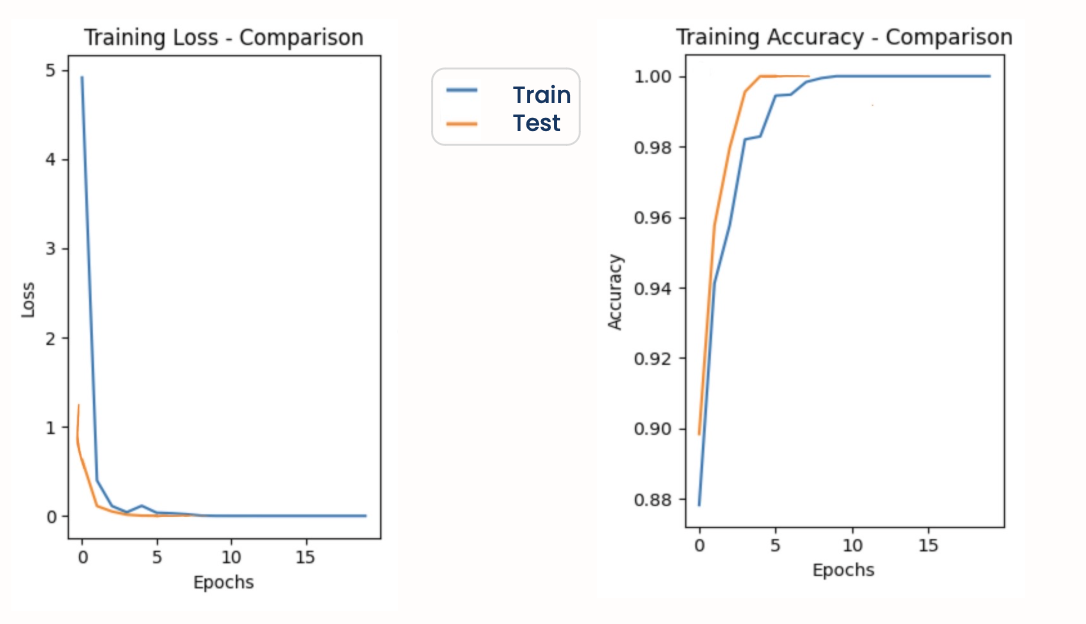 Training Loss - Comparison
5
4
3
2
1
0
Loss
0 5 10 15
Epochs
Train
Test
Training Accuracy - Comparison
1.00
0.98
0.96
0.94
0.92
0.90
0.88
Accuracy
0 5 10 15
Epochs